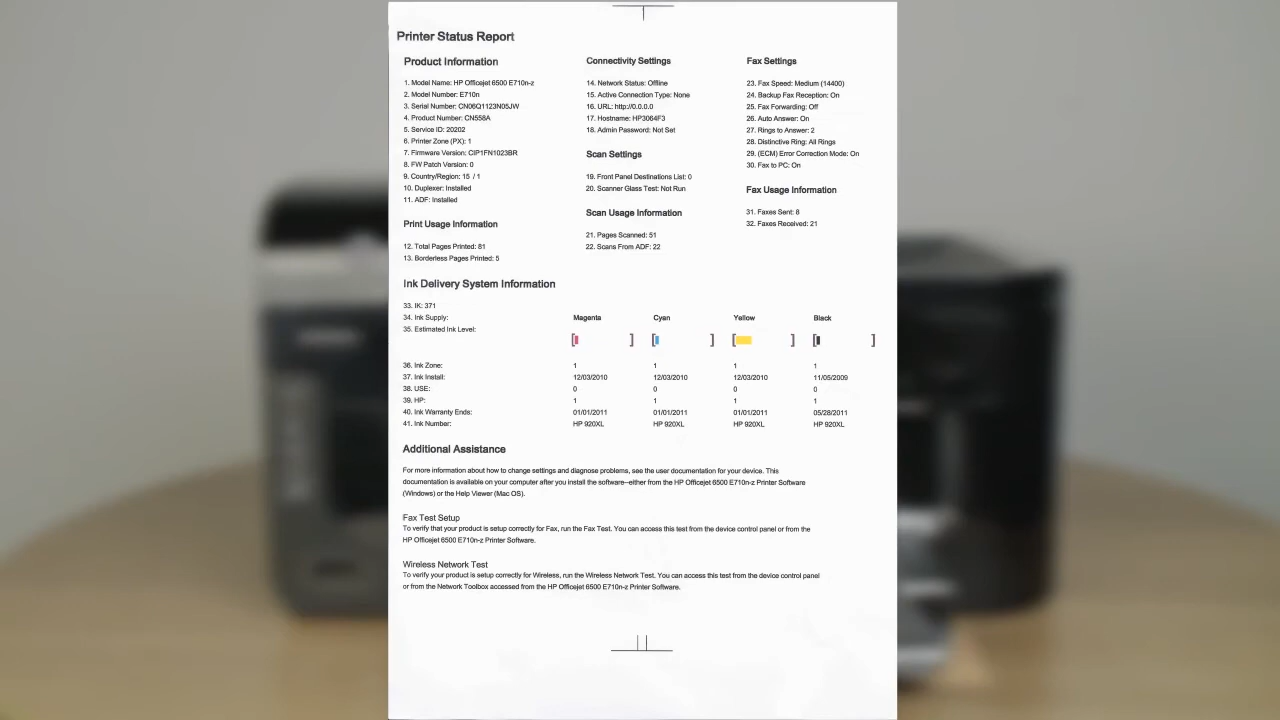 Printer Status Report
Product Information
1. Model Name: HP Officejet 6500 E710n-z
2. Model Number: E710n
3. Serial Number: CN06Q1123N05JW
4. Product Number: CN558A
5. Service ID: 20202
6. Printer Zone (PX): 1
7. Firmware Version: CIP1FN1023BR
8. FW Patch Version: 0
9. Country/Region: 15 / 1
10. Duplexer: Installed
11. ADF: Installed
Print Usage Information
12. Total Pages Printed: 81
13. Borderless Pages Printed: 5
Connectivity Settings
14. Network Status: Offline
15. Active Connection Type: None
16. URL: http://0.0.0.0
17. Hostname: HP3064F3
18. Admin Password: Not Set
Scan Settings
19. Front Panel Destinations List: 0
20. Scanner Glass Test: Not Run
Scan Usage Information
21. Pages Scanned: 51
22. Scans From ADF: 22
Fax Settings
23. Fax Speed: Medium (14400)
24. Backup Fax Reception: On
25. Fax Forwarding: Off
26. Auto Answer: On
27. Rings to Answer: 2
28. Distinctive Ring: All Rings
29. (ECM) Error Correction Mode: On
30. Fax to PC: On
Fax Usage Information
31. Faxes Sent: 8
32. Faxes Received: 21
Ink Delivery System Information
33. IK: 371
34. Ink Supply: Magenta Cyan Yellow Black
35. Estimated Ink Level:
36. Ink Zone: 1 1 1 1
37. Ink Install: 12/03/2010 12/03/2010 12/03/2010 11/05/2009
38. USE: 0 0 0 0
39. HP: 1 1 1 1
40. Ink Warranty Ends: 01/01/2011 01/01/2011 01/01/2011 05/28/2011
41. Ink Number: HP 920XL HP 920XL HP 920XL HP 920XL
Additional Assistance
For more information about how to change settings and diagnose problems, see the user documentation for your device. This
documentation is available on your computer after you install the software--either from the HP Officejet 6500 E710n-z Printer Software
(Windows) or the Help Viewer (Mac OS).
Fax Test Setup
To verify that your product is setup correctly for Fax, run the Fax Test. You can access this test from the device control panel or from the
HP Officejet 6500 E710n-z Printer Software.
Wireless Network Test
To verify your product is setup correctly for Wireless, run the Wireless Network Test. You can access this test from the device control panel
or from the Network Toolbox accessed from the HP Officejet 6500 E710n-z Printer Software.